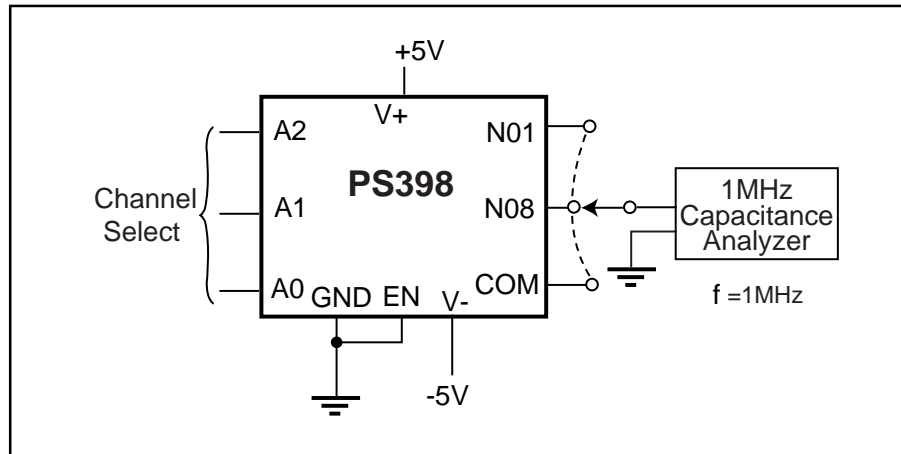 +5V
V+
A2
N01
PS398
Channel
Select
A1
N08
1MHz
Capacitance
Analyzer
A0
GND
EN
V-
COM
f =1MHz
-5V